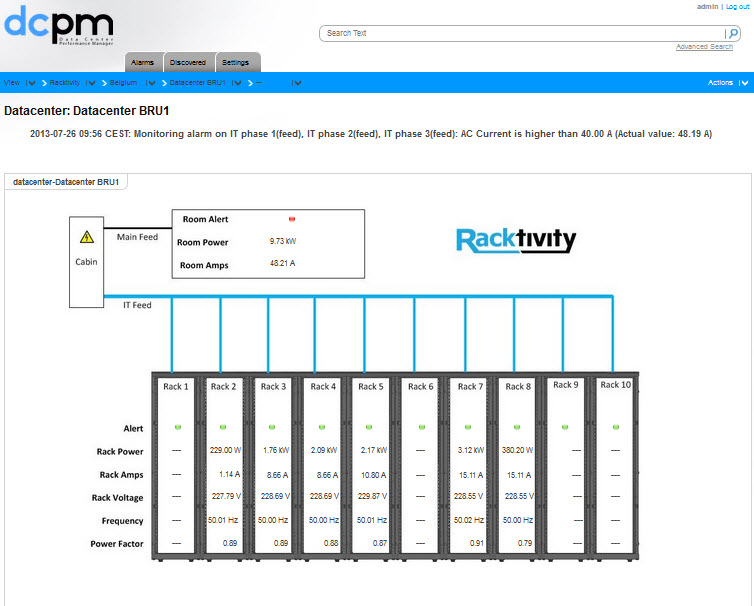 admin | Log out
dcpm
Data Center
Performance Manager
Search Text
Advanced Search
Alarms Discovered Settings
View Racktivity Belgium Datacenter BRU1 --- Actions
Datacenter: Datacenter BRU1
2013-07-26 09:56 CEST: Monitoring alarm on IT phase 1(feed), IT phase 2(feed), IT phase 3(feed): AC Current is higher than 40.00 A (Actual value: 48.19 A)
datacenter-Datacenter BRU1
Room Alert
Main Feed
Room Power 9.73 kW
Cabin
Room Amps 48.21 A
Racktivity
IT Feed
Rack 1 Rack 2 Rack 3 Rack 4 Rack 5 Rack 6 Rack 7 Rack 8 Rack 9 Rack 10
Alert
Rack Power --- 229.00 W 1.76 kW 2.09 kW 2.17 kW --- 3.12 kW 380.20 W --- ---
Rack Amps --- 1.14 A 8.66 A 8.66 A 10.80 A --- 15.11 A 15.11 A --- ---
Rack Voltage --- 227.79 V 228.69 V 228.69 V 229.87 V --- 228.55 V 228.55 V --- ---
Frequency --- 50.01 Hz 50.00 Hz 50.00 Hz 50.01 Hz --- 50.02 Hz 50.00 Hz --- ---
Power Factor --- 0.89 0.89 0.88 0.87 --- 0.91 0.79 --- ---